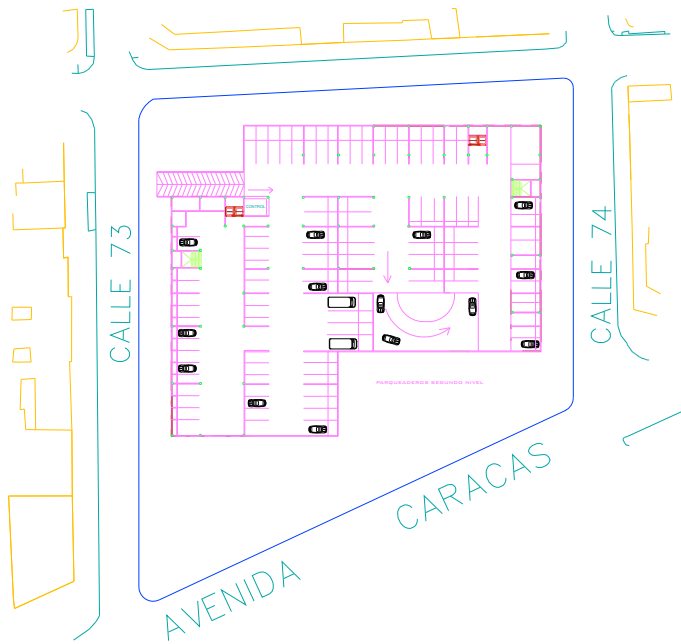 CONTROL
CALLE 73
CALLE 74
PARQUEADEROS SEGUNDO NIVEL
AVENIDA CARACAS